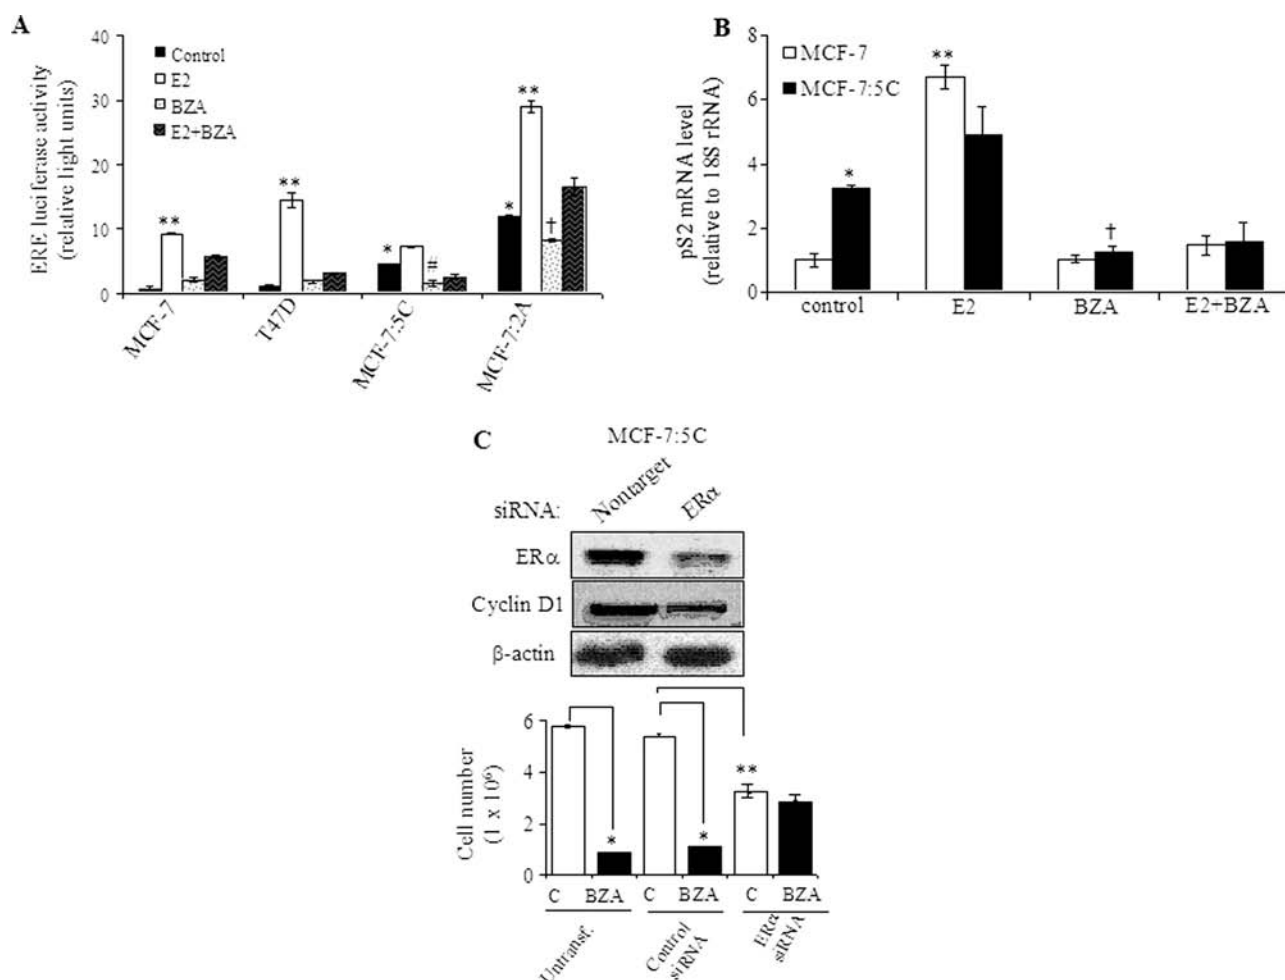 A
ERE luciferase activity
(relative light units)
40
30
20
10
0
Control
E2
BZA
E2+BZA
**
**
*
#
*
**
†
MCF-7
T47D
MCF-7:5C
MCF-7:2A
B
pS2 mRNA level
(relative to 18S rRNA)
8
6
4
2
0
MCF-7
MCF-7:5C
*
**
†
control
E2
BZA
E2+BZA
C
MCF-7:5C
siRNA:
Nontarget
ERα
ERα
Cyclin D1
β-actin
Cell number
(1 x 10⁶)
6
4
2
0
*
*
**
C BZA C BZA C BZA
Untransf.
Control
siRNA
ERα
siRNA